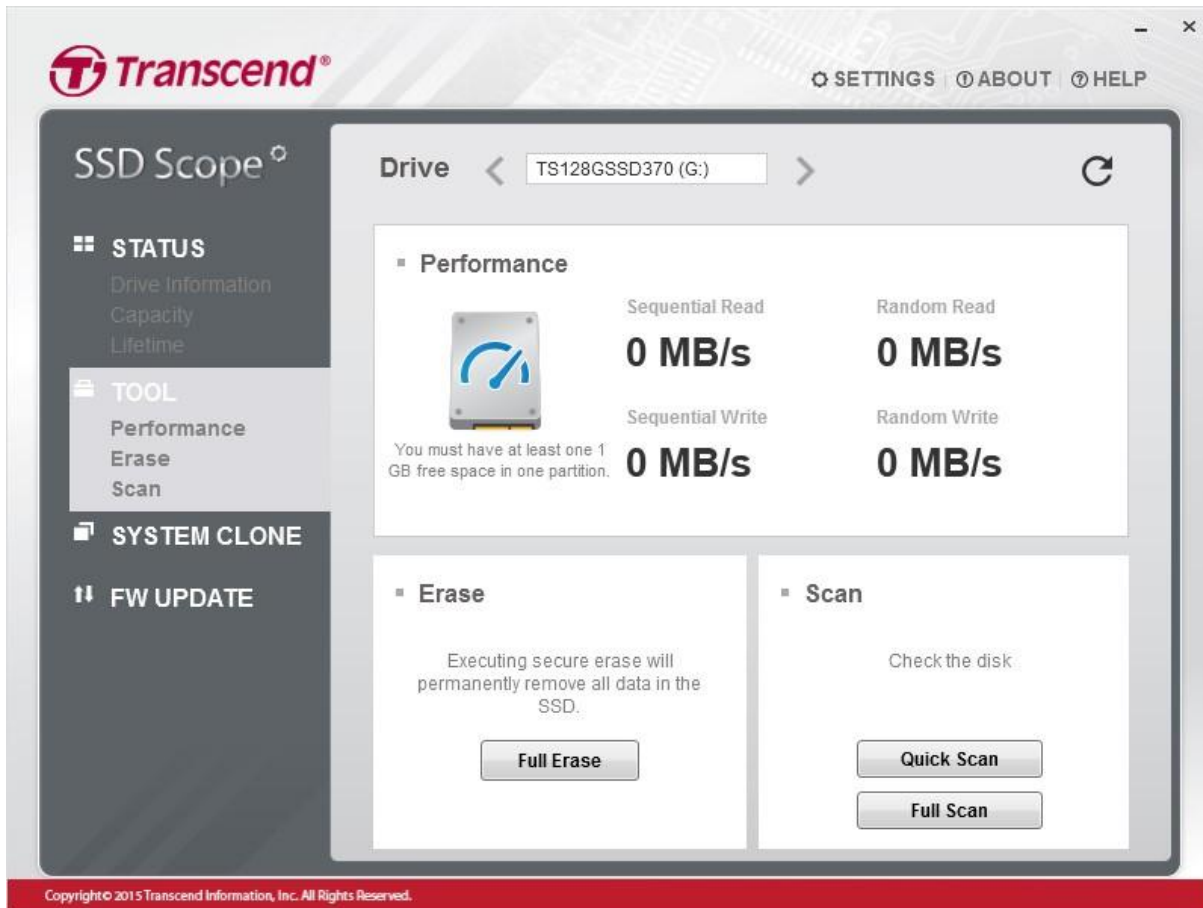 Transcend®
SETTINGS ABOUT HELP
SSD Scope
Drive TS128GSSD370 (G:)
STATUS
Drive Information
Capacity
Lifetime
TOOL
Performance
Erase
Scan
SYSTEM CLONE
FW UPDATE
Performance
Sequential Read Random Read
0 MB/s 0 MB/s
Sequential Write Random Write
0 MB/s 0 MB/s
You must have at least one 1
GB free space in one partition.
Erase
Executing secure erase will
permanently remove all data in the
SSD.
Full Erase
Scan
Check the disk
Quick Scan
Full Scan
Copyright© 2015 Transcend Information, Inc. All Rights Reserved.